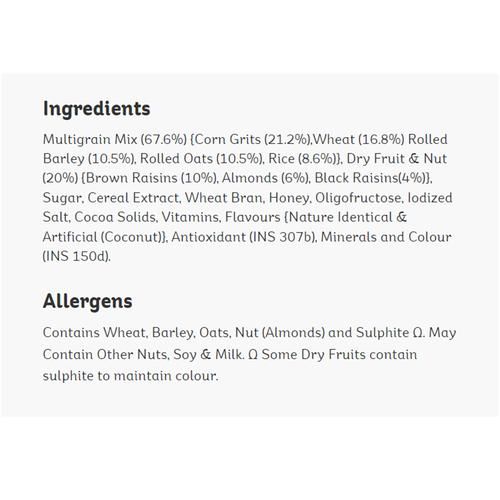 Ingredients
Multigrain Mix (67.6%) {Corn Grits (21.2%),Wheat (16.8%) Rolled
Barley (10.5%), Rolled Oats (10.5%), Rice (8.6%)}, Dry Fruit & Nut
(20%) {Brown Raisins (10%), Almonds (6%), Black Raisins(4%)},
Sugar, Cereal Extract, Wheat Bran, Honey, Oligofructose, Iodized
Salt, Cocoa Solids, Vitamins, Flavours {Nature Identical &
Artificial (Coconut)}, Antioxidant (INS 307b), Minerals and Colour
(INS 150d).
Allergens
Contains Wheat, Barley, Oats, Nut (Almonds) and Sulphite Ω. May
Contain Other Nuts, Soy & Milk. Ω Some Dry Fruits contain
sulphite to maintain colour.